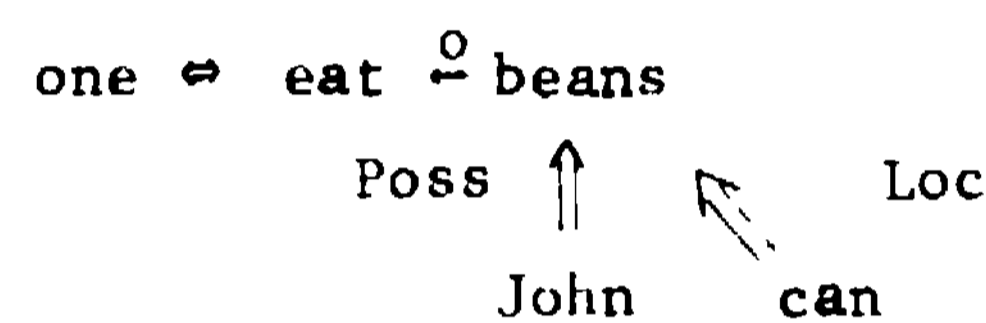 one ⇔ eat ←o beans
Poss ⇑ Loc
John can